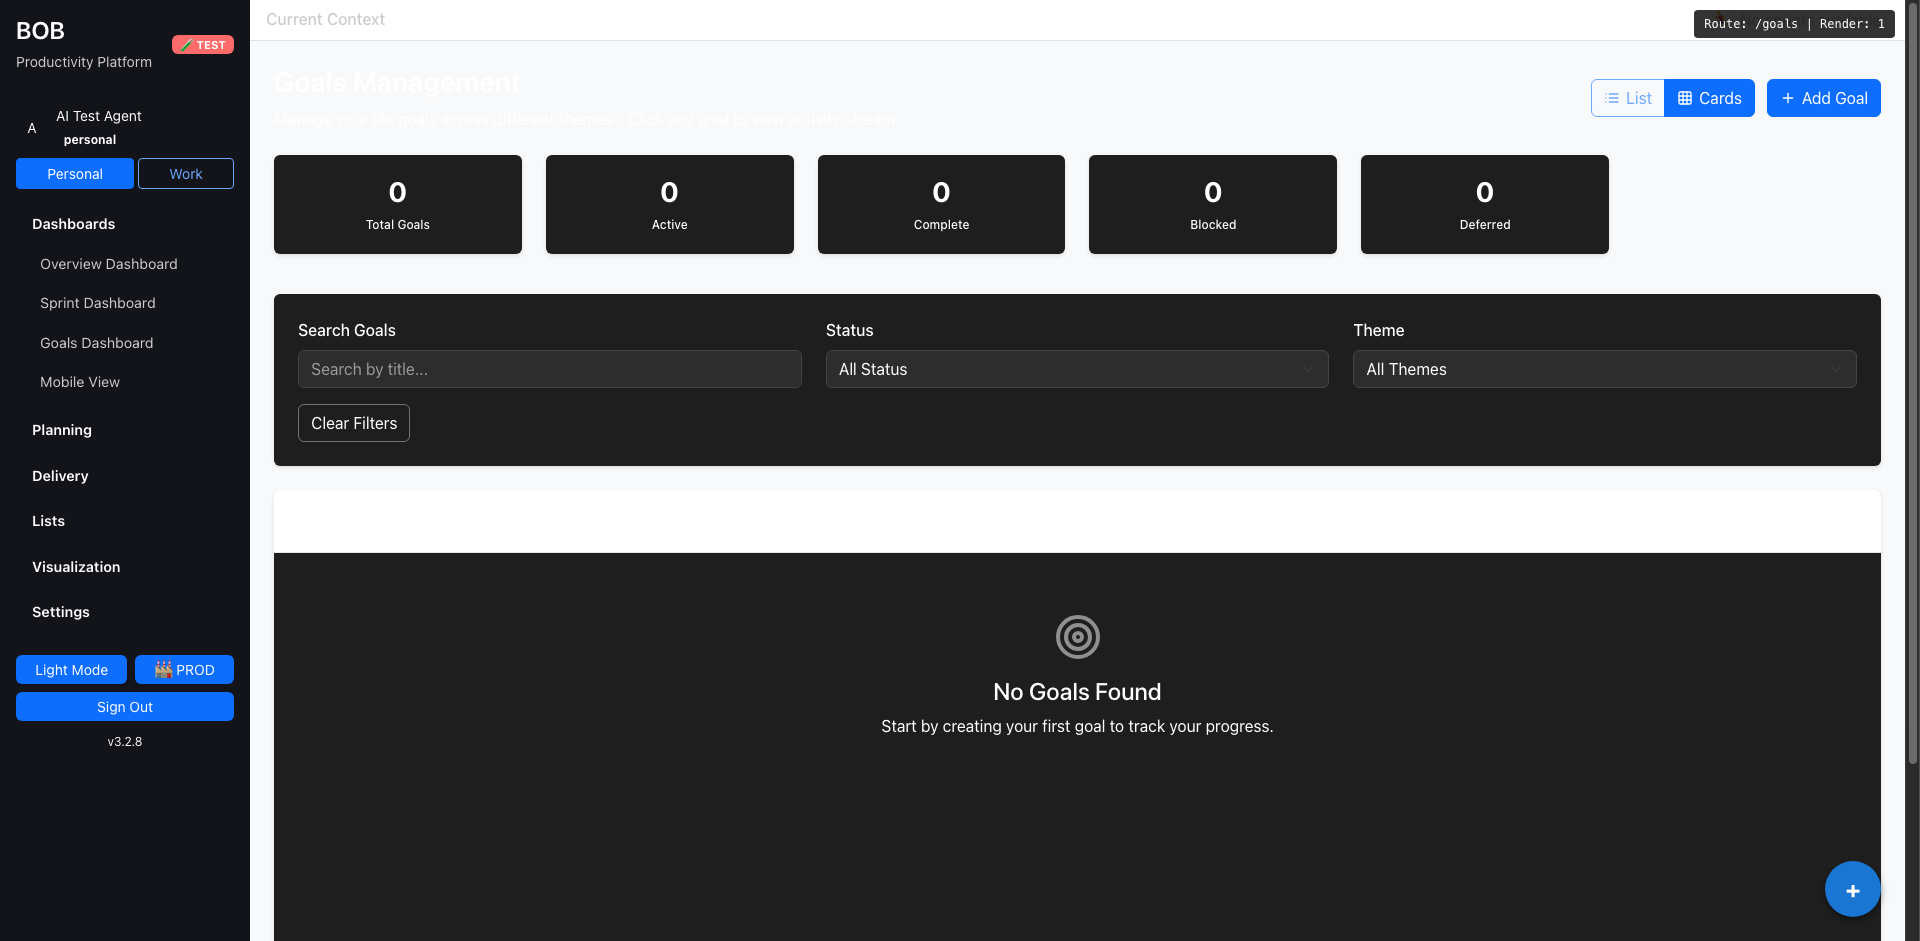 BOB
TEST
Productivity Platform
A
AI Test Agent
personal
Personal
Work
Dashboards
Overview Dashboard
Sprint Dashboard
Goals Dashboard
Mobile View
Planning
Delivery
Lists
Visualization
Settings
Light Mode
PROD
Sign Out
v3.2.8
Current Context
Route: /goals | Render: 1
Goals Management
Manage your life goals across different themes - Click any goal to view activity stream
List
Cards
+ Add Goal
0
Total Goals
0
Active
0
Complete
0
Blocked
0
Deferred
Search Goals
Search by title...
Status
All Status
Theme
All Themes
Clear Filters
No Goals Found
Start by creating your first goal to track your progress.
+